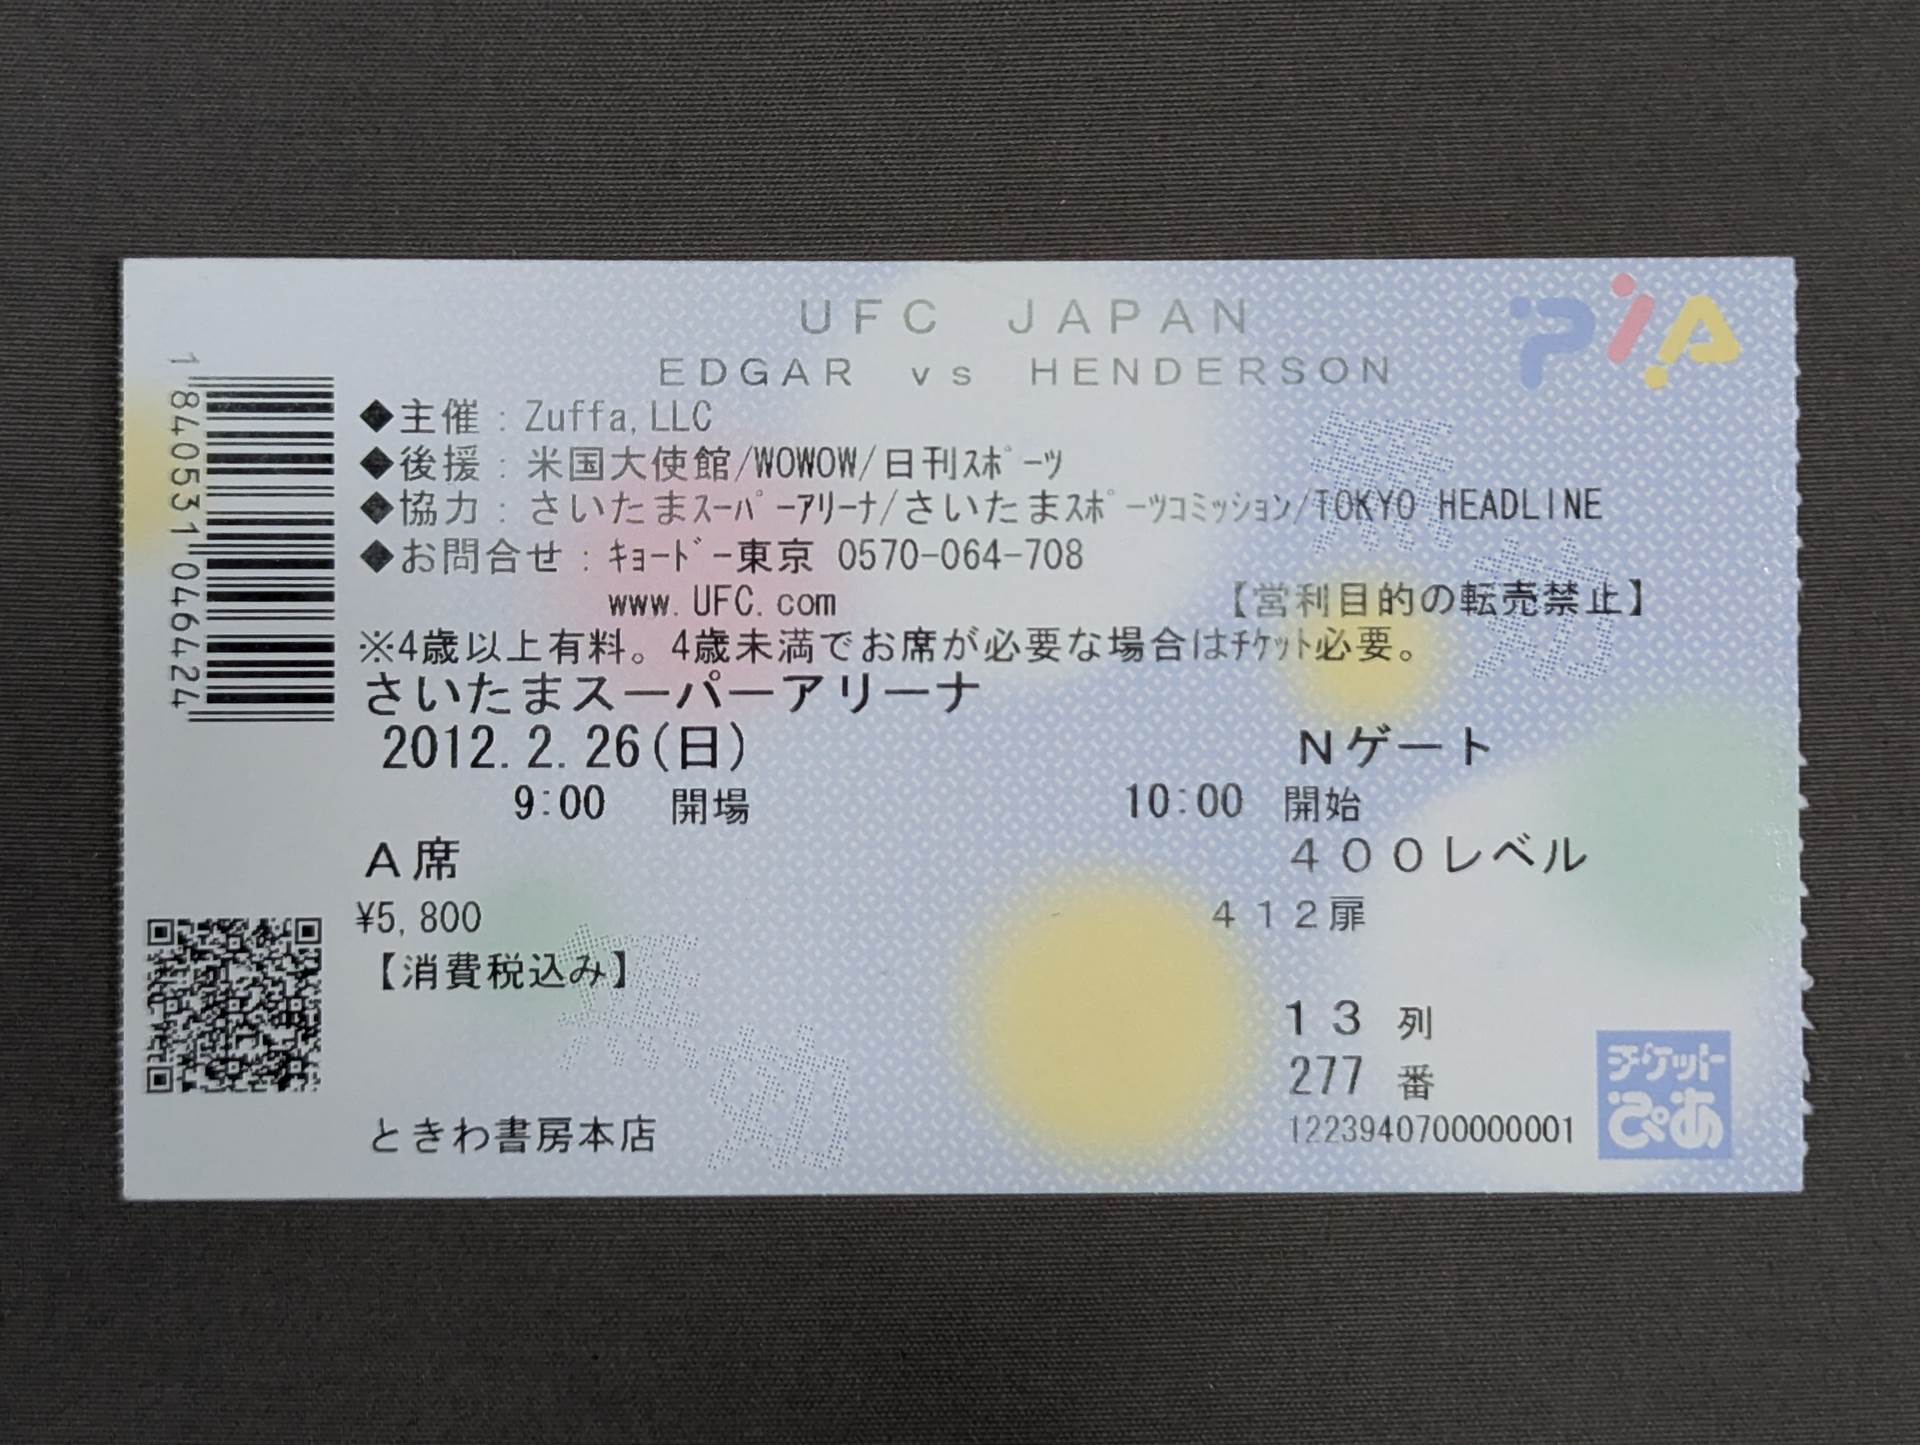 UFC JAPAN
EDGAR vs HENDERSON
PIA
◆主催：Zuffa,LLC
◆後援：米国大使館/WOWOW/日刊ｽﾎﾟｰﾂ
◆協力：さいたまｽｰﾊﾟｰｱﾘｰﾅ/さいたまｽﾎﾟｰﾂｺﾐｯｼｮﾝ/TOKYO HEADLINE
◆お問合せ：ｷｮｰﾄﾞｰ東京 0570-064-708
www.UFC.com 【営利目的の転売禁止】
※4歳以上有料。4歳未満でお席が必要な場合はﾁｹｯﾄ必要。
さいたまスーパーアリーナ
2012.2.26(日) Nゲート
9:00 開場 10:00 開始
A席 400レベル
¥5,800 412扉
【消費税込み】
13 列
277 番
ときわ書房本店 1223940700000001
チケット
ぴあ
1 840531 046424
無効
無効